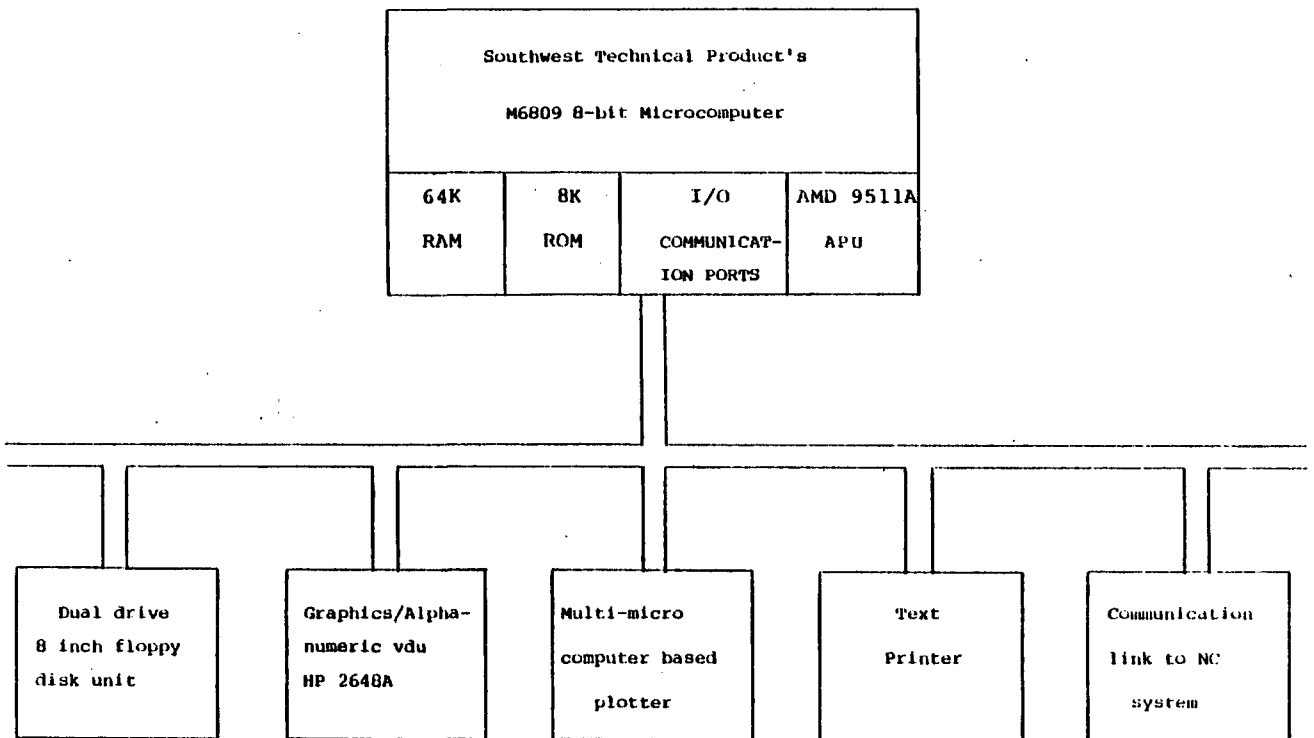 Southwest Technical Product's
M6809 8-bit Microcomputer
64K
RAM
8K
ROM
I/O
COMMUNICAT-
ION PORTS
AMD 9511A
APU
Dual drive
8 inch floppy
disk unit
Graphics/Alpha-
numeric vdu
HP 2648A
Multi-micro
computer based
plotter
Text
Printer
Communication
link to NC
system